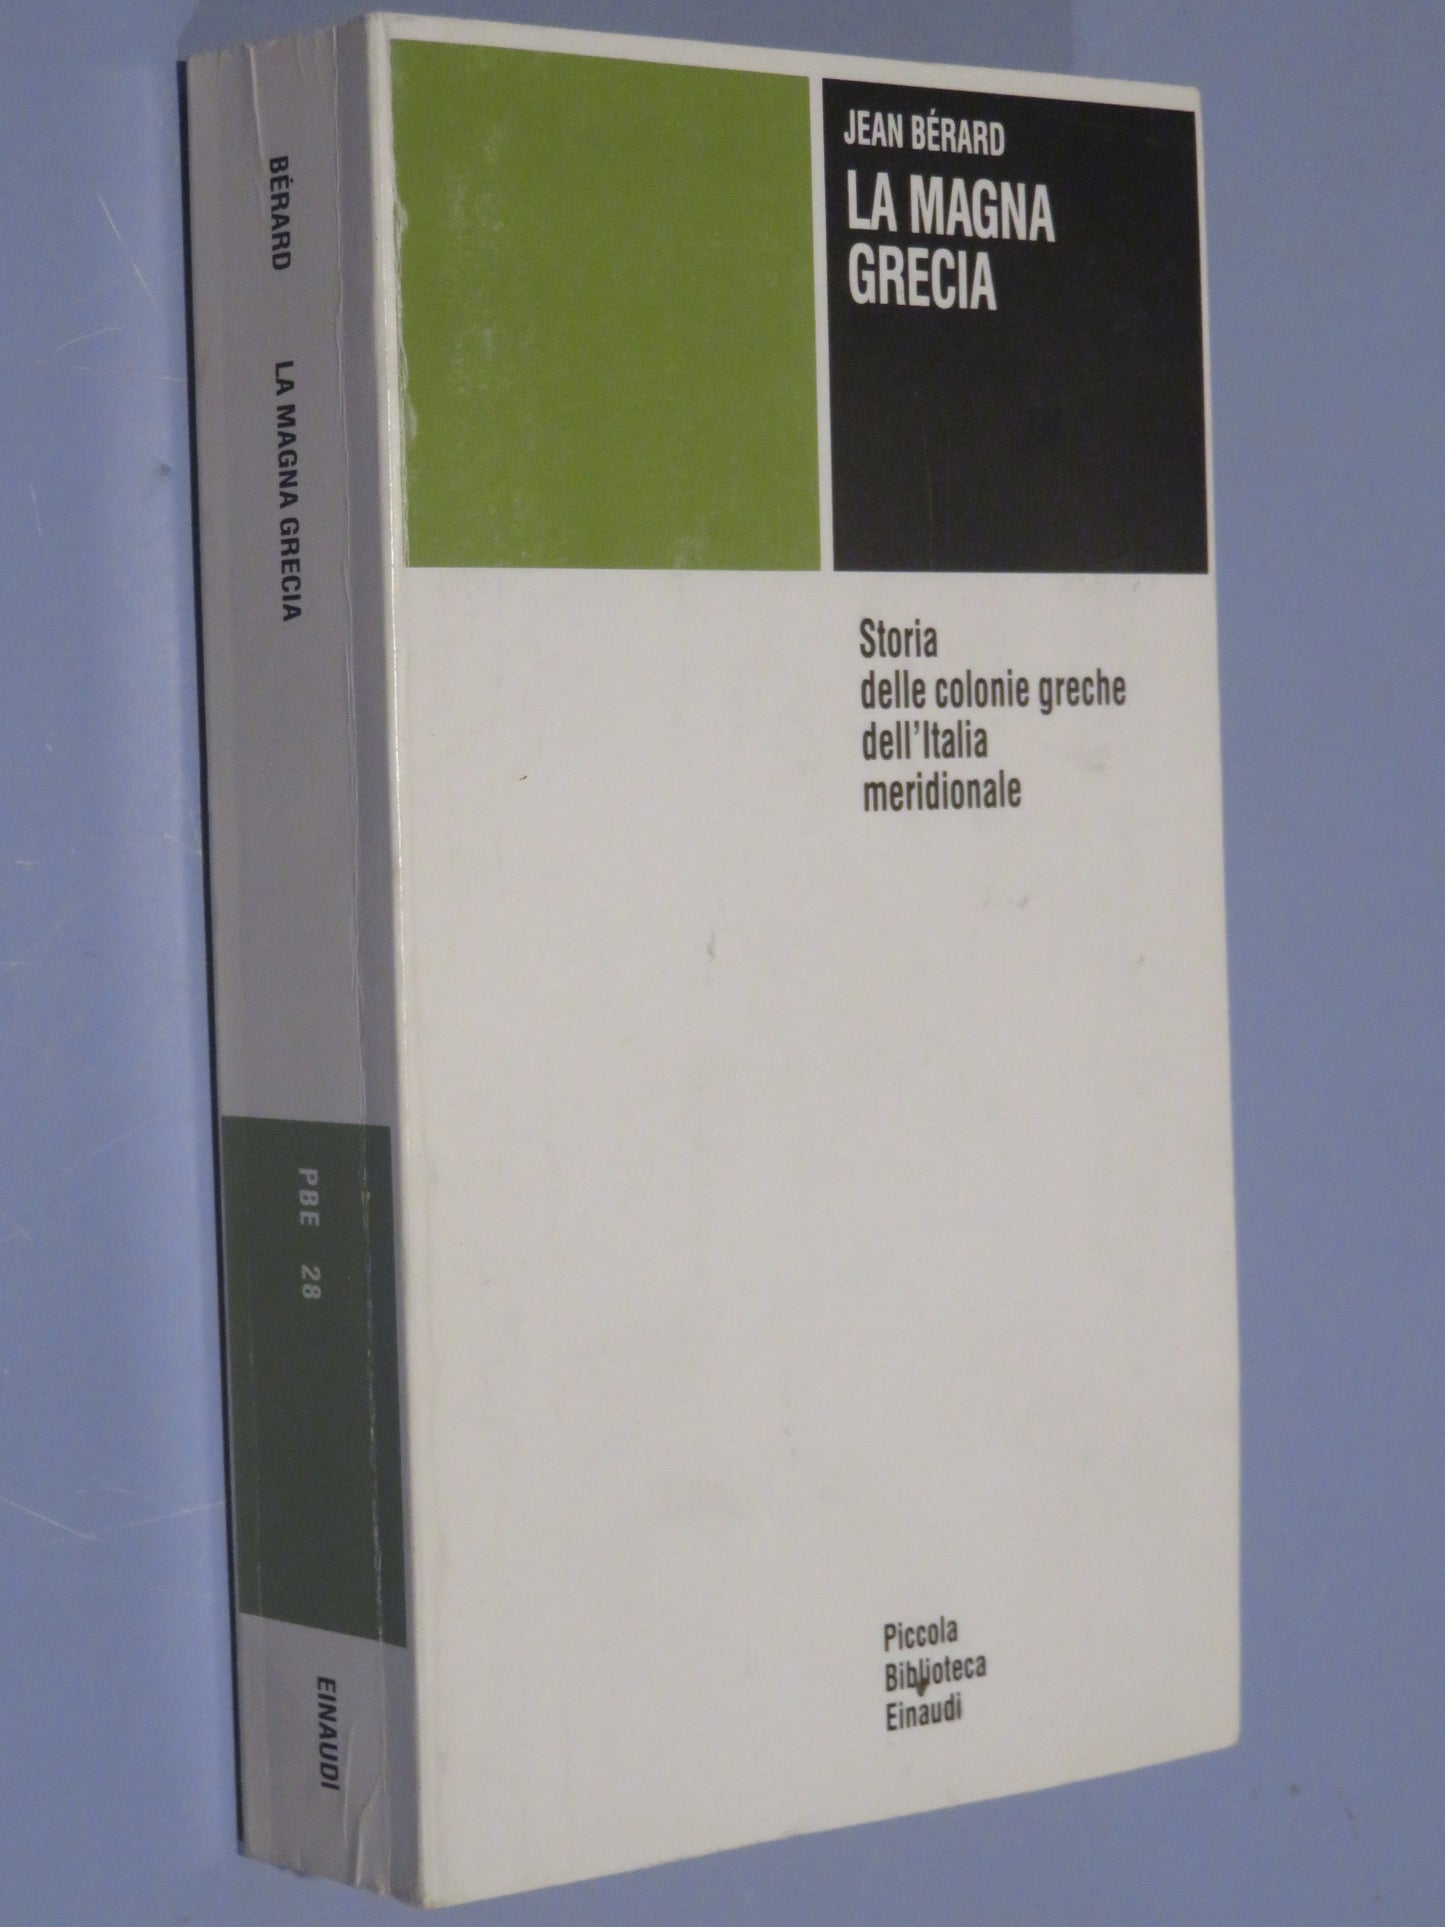 JEAN BÉRARD
LA MAGNA
GRECIA
Storia
delle colonie greche
dell'Italia
meridionale
Piccola
Biblioteca
Einaudi
BÉRARD LA MAGNA GRECIA
PBE 28
EINAUDI